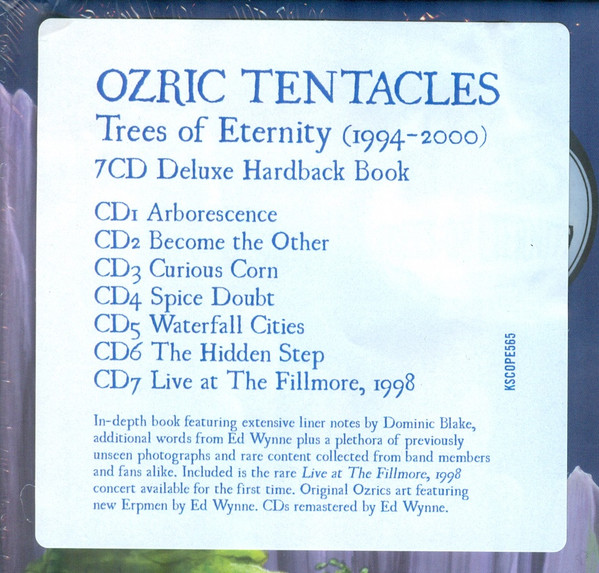 OZRIC TENTACLES
Trees of Eternity (1994-2000)
7CD Deluxe Hardback Book
CD1 Arborescence
CD2 Become the Other
CD3 Curious Corn
CD4 Spice Doubt
CD5 Waterfall Cities
CD6 The Hidden Step
CD7 Live at The Fillmore, 1998
KSCOPE565
In-depth book featuring extensive liner notes by Dominic Blake,
additional words from Ed Wynne plus a plethora of previously
unseen photographs and rare content collected from band members
and fans alike. Included is the rare Live at The Fillmore, 1998
concert available for the first time. Original Ozrics art featuring
new Erpmen by Ed Wynne. CDs remastered by Ed Wynne.